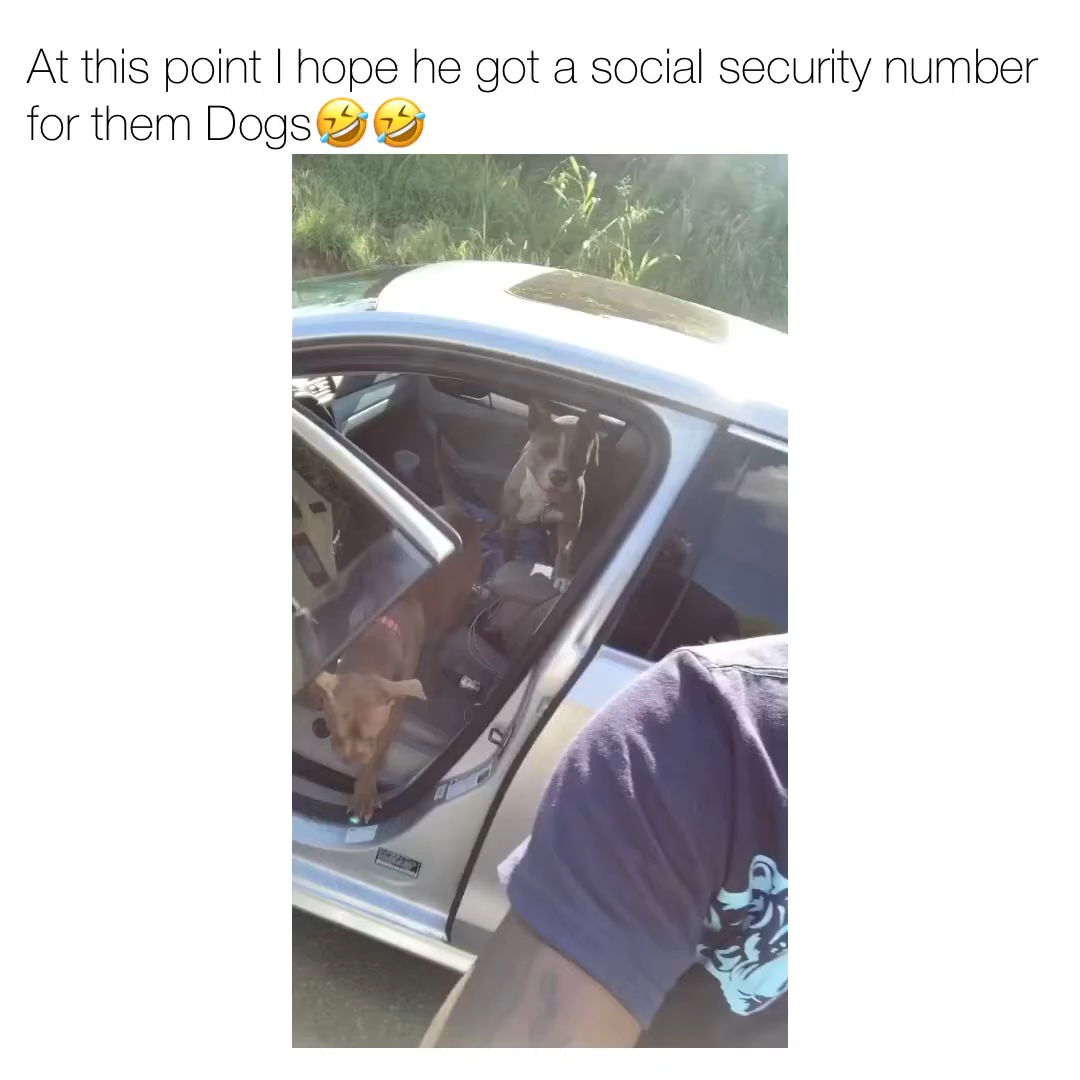 At this point I hope he got a social security number
for them Dogs🤣🤣